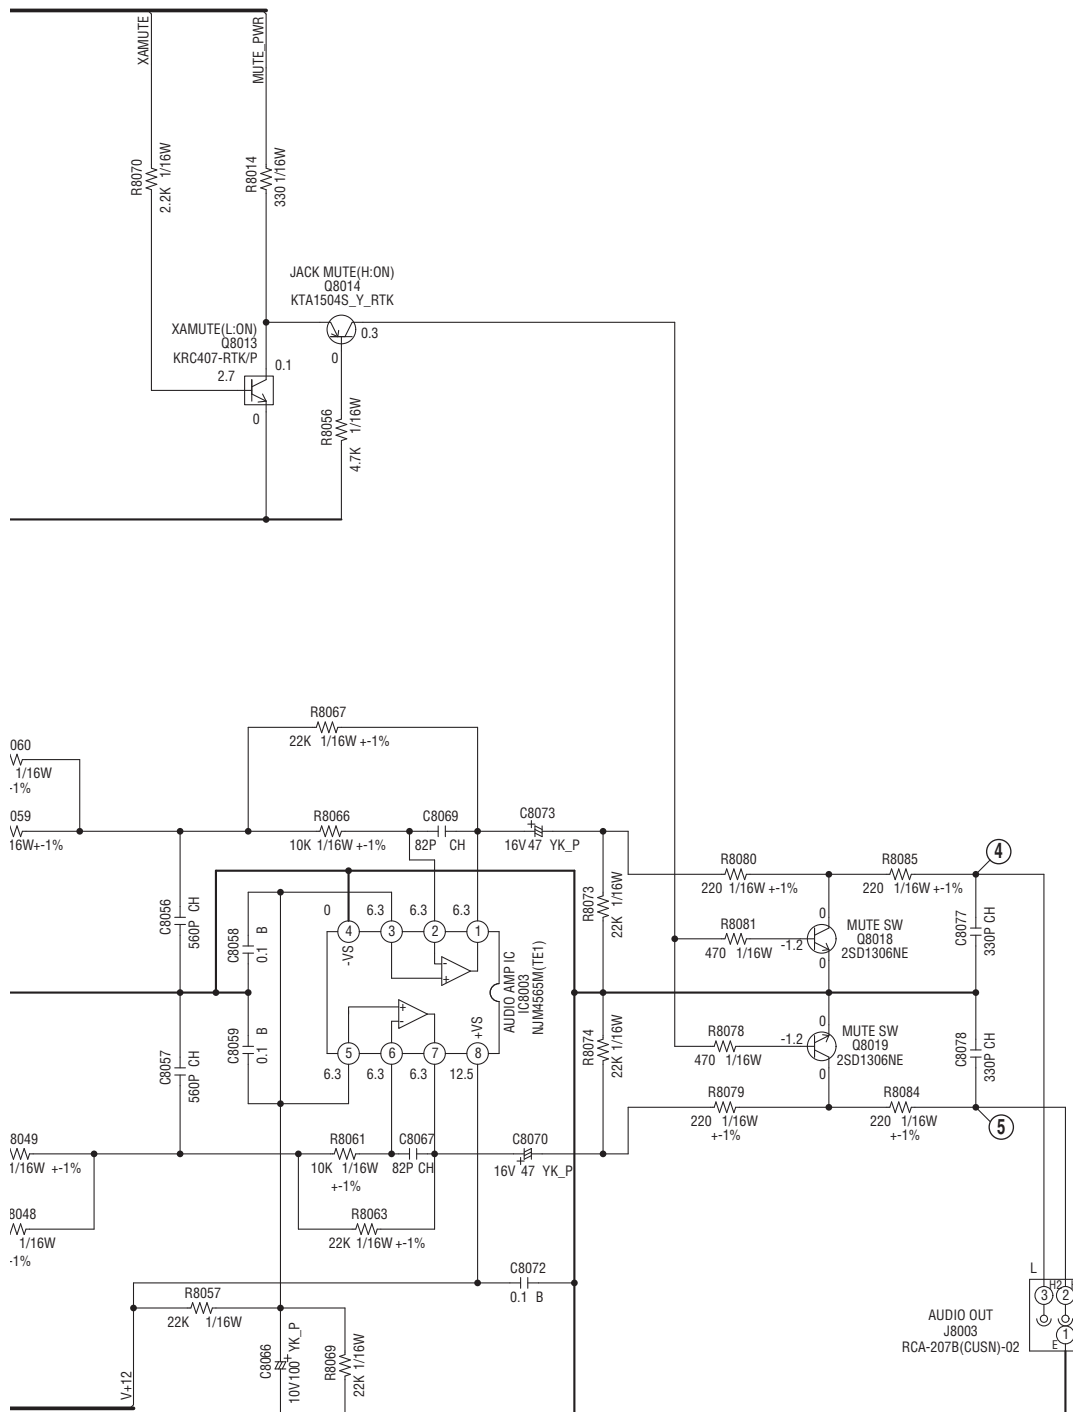 XAMUTE
MUTE_PWR
R8070
2.2K 1/16W
R8014
330 1/16W
JACK MUTE(H:ON)
Q8014
KTA1504S_Y_RTK
0.3
0
XAMUTE(L:ON)
Q8013
KRC407-RTK/P
2.7
0.1
0
R8056
4.7K 1/16W
R8067
22K 1/16W +-1%
060
1/16W
-1%
059
16W+-1%
R8066
10K 1/16W +-1%
C8069
82P CH
C8073
+
16V 47 YK_P
R8080
220 1/16W +-1%
R8085
220 1/16W +-1%
4
C8056
560P CH
C8058
0.1 B
0
6.3
6.3
6.3
4
3
2
1
-VS
-
+
R8073
22K 1/16W
R8081
470 1/16W
0
-1.2
0
MUTE SW
Q8018
2SD1306NE
C8077
330P CH
AUDIO AMP IC
IC8003
NJM4565M(TE1)
C8057
560P CH
C8059
0.1 B
+
-
+VS
5
6
7
8
6.3
6.3
6.3
12.5
R8074
22K 1/16W
R8078
470 1/16W
0
-1.2
0
MUTE SW
Q8019
2SD1306NE
C8078
330P CH
R8079
220 1/16W
+-1%
R8084
220 1/16W
+-1%
5
8049
1/16W +-1%
R8061
10K 1/16W
+-1%
C8067
82P CH
C8070
+
16V 47 YK_P
8048
1/16W
-1%
R8063
22K 1/16W +-1%
C8072
0.1 B
R8057
22K 1/16W
V+12
C8066
+
10V100 YK_P
R8069
22K 1/16W
AUDIO OUT
J8003
RCA-207B(CUSN)-02
L
H2
3
2
1
E